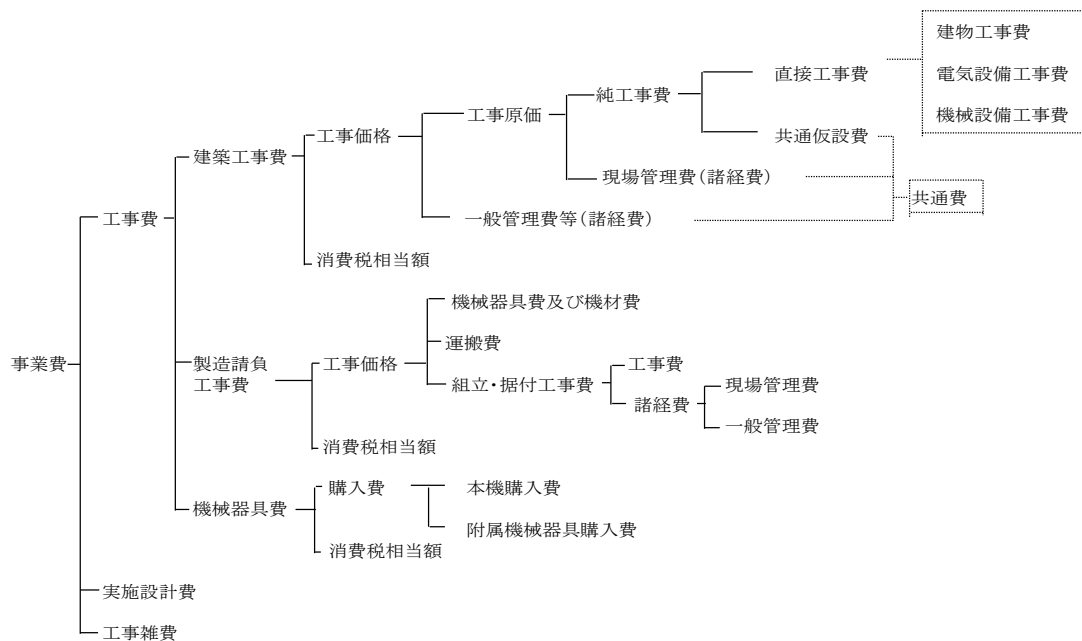 建物工事費
直接工事費
電気設備工事費
純工事費
機械設備工事費
工事原価
工事価格
共通仮設費
建築工事費
現場管理費(諸経費)
共通費
工事費
一般管理費等(諸経費)
消費税相当額
機械器具費及び機材費
運搬費
事業費
製造請負
工事費
工事価格
工事費
組立・据付工事費
現場管理費
諸経費
一般管理費
消費税相当額
機械器具費
購入費
本機購入費
附属機械器具購入費
消費税相当額
実施設計費
工事雑費